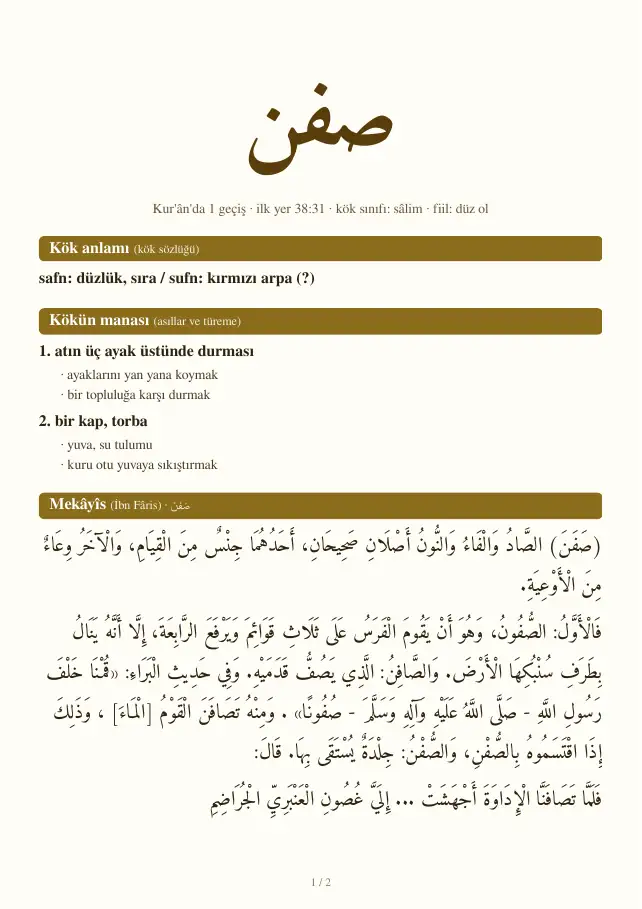 صفن
Kur'ân'da 1 geçiş · ilk yer 38:31 · kök sınıfı: sâlim · fiil: düz ol
Kök anlamı (kök sözlüğü)
safn: düzlük, sıra / sufn: kırmızı arpa (?)
Kökün manası (asıllar ve türeme)
1. atın üç ayak üstünde durması
· ayaklarını yan yana koymak
· bir topluluğa karşı durmak
2. bir kap, torba
· yuva, su tulumu
· kuru otu yuvaya sıkıştırmak
Mekâyîs (İbn Fâris) · صَفَنَ
(صَفَنَ) الصَّادُ وَالْفَاءُ وَالنُّونُ أَصْلَانِ صَحِيحَانِ، أَحَدُهُمَا جِنْسٌ مِنَ الْقِيَامِ، وَالْآخَرُ وِعَاءٌ
مِنَ الْأَوْعِيَةِ.
فَالْأَوَّلُ: الصُّفُونُ، وَهُوَ أَنْ يَقُومَ الْفَرَسُ عَلَى ثَلَاثِ قَوَائِمَ وَيَرْفَعَ الرَّابِعَةَ، إِلَّا أَنَّهُ يَنَالُ
بِطَرَفِ سُنْبُكِهَا الْأَرْضَ. وَالصَّافِنُ: الَّذِي يَصُفُّ قَدَمَيْهِ. وَفِي حَدِيثِ الْبَرَاءِ: «قُمْنَا خَلْفَ
رَسُولِ اللَّهِ - صَلَّى اللَّهُ عَلَيْهِ وَآلِهِ وَسَلَّمَ - صُفُونًا» . وَمِنْهُ تَصَافَنَ الْقَوْمُ [الْمَاءَ] ، وَذَلِكَ
إِذَا اقْتَسَمُوهُ بِالصُّفْنِ، وَالصُّفْنُ: جِلْدَةٌ يُسْتَقَى بِهَا. قَالَ:
فَلَمَّا تَصَافَنَّا الْإِدَاوَةَ أَجْهَشَتْ ... إِلَيَّ غُصُونِ الْعَنْبَرِيِّ الْجُرَاضِمِ
1 / 2